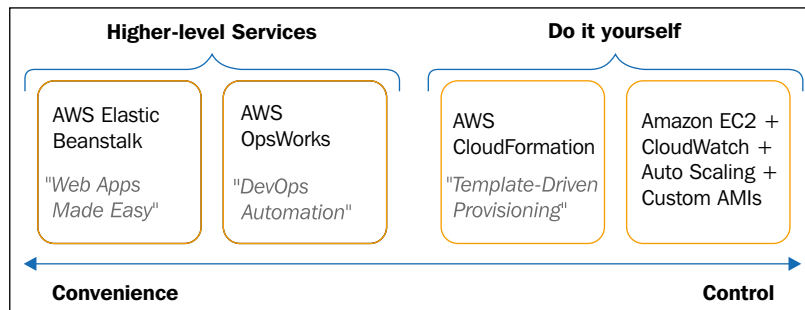 Higher-level Services
Do it yourself
AWS Elastic
Beanstalk
"Web Apps
Made Easy"
AWS
OpsWorks
"DevOps
Automation"
AWS
CloudFormation
"Template-Driven
Provisioning"
Amazon EC2 +
CloudWatch +
Auto Scaling +
Custom AMIs
Convenience
Control